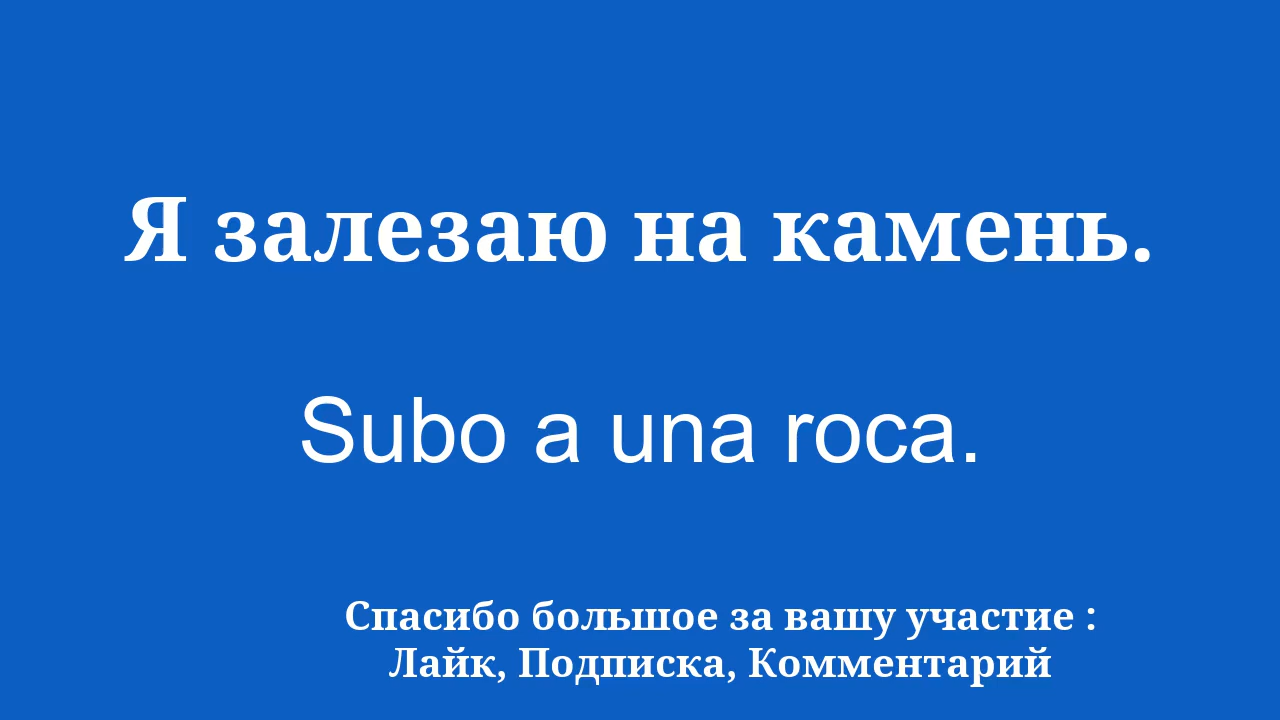 Я залезаю на камень.
Subo a una roca.
Спасибо большое за вашу участие :
Лайк, Подписка, Комментарий